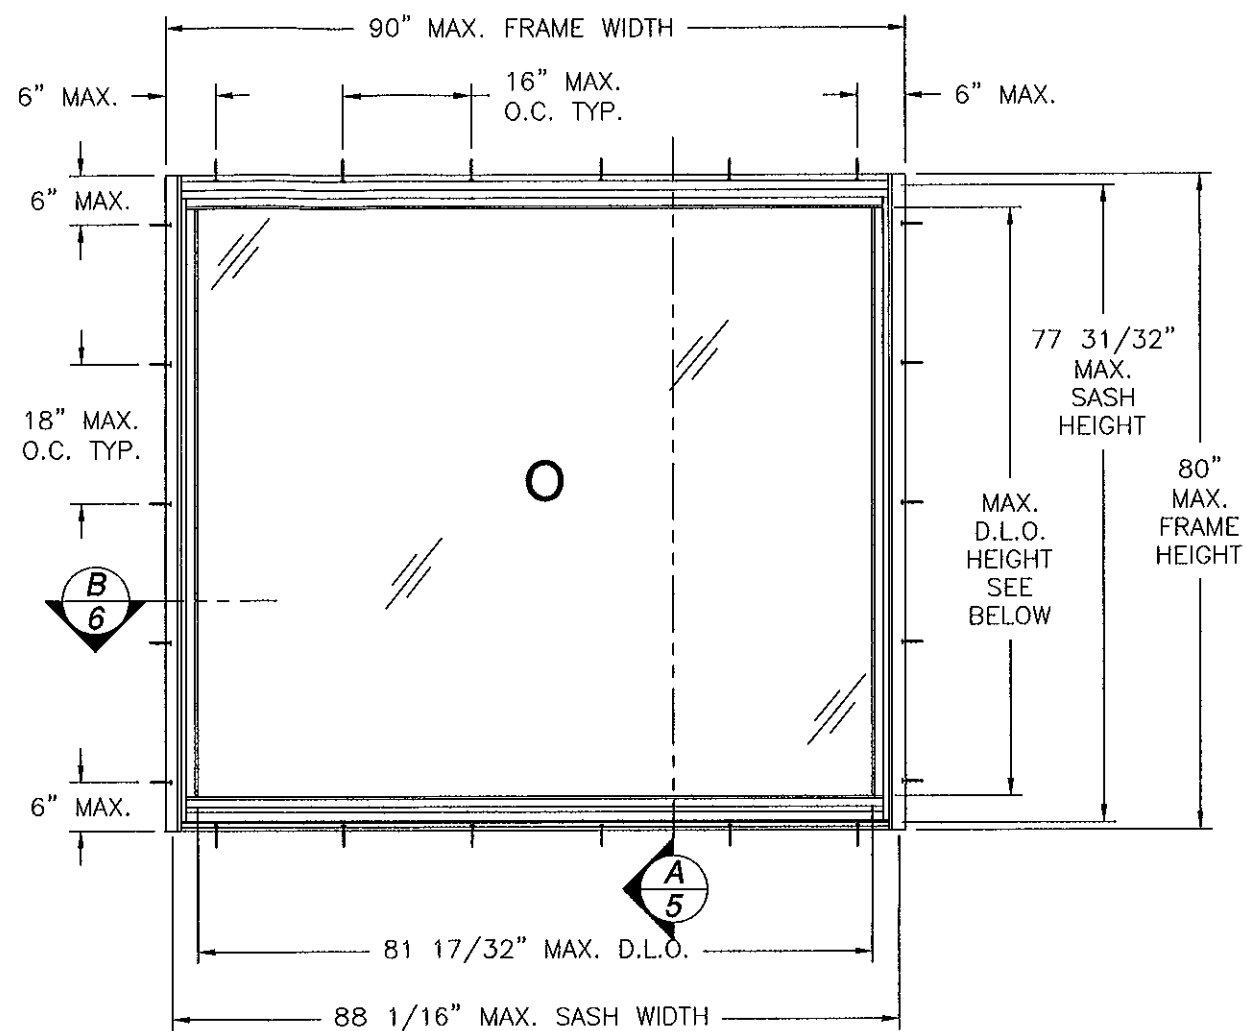 90" MAX. FRAME WIDTH
6" MAX.
16" MAX.
O.C. TYP.
6" MAX.
6" MAX.
18" MAX.
O.C. TYP.
6" MAX.
O
B
6
77 31/32"
MAX.
SASH
HEIGHT
MAX.
D.L.O.
HEIGHT
SEE
BELOW
80"
MAX.
FRAME
HEIGHT
A
5
81 17/32" MAX. D.L.O.
88 1/16" MAX. SASH WIDTH